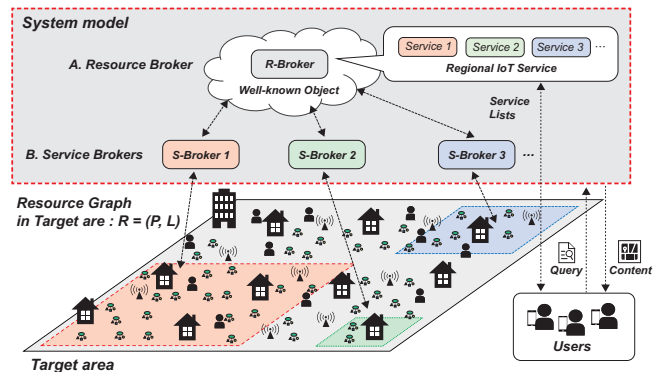 System model
A. Resource Broker
R-Broker
Well-known Object
Service 1
Service 2
Service 3
...
Regional IoT Service
Service
Lists
B. Service Brokers
S-Broker 1
S-Broker 2
S-Broker 3
...
Resource Graph
in Target are : R = (P, L)
Query
Content
Users
Target area